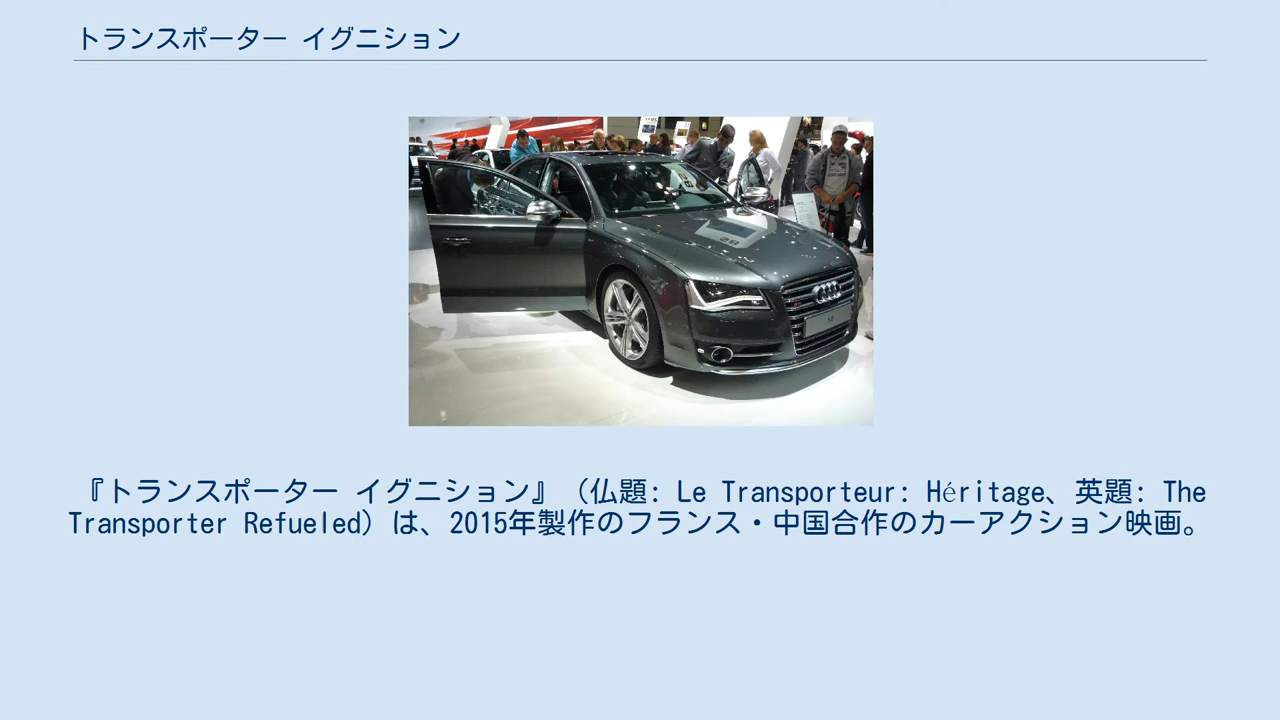 トランスポーター イグニション
『トランスポーター イグニション』（仏題: Le Transporteur: Héritage、英題: The
Transporter Refueled）は、2015年製作のフランス・中国合作のカーアクション映画。